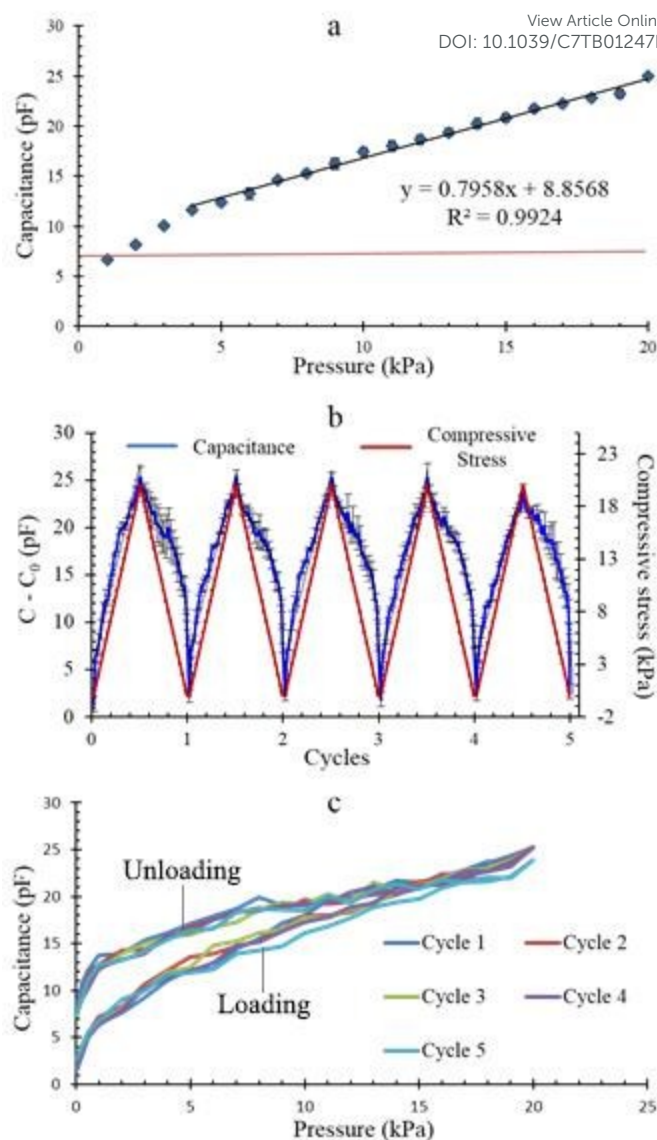 View Article Onlin
DOI: 10.1039/C7TB01247
a
30
25
20
15
10
5
0
Capacitance (pF)
y = 0.7958x + 8.8568
R² = 0.9924
0 5 10 15 20
Pressure (kPa)
b
30
25
20
15
10
5
0
C - C₀ (pF)
Capacitance
Compressive
Stress
23
18
13
8
3
-2
Compressive stress (kPa)
0 1 2 3 4 5
Cycles
c
30
25
20
15
10
5
0
Capacitance (pF)
Unloading
Loading
Cycle 1 Cycle 2
Cycle 3 Cycle 4
Cycle 5
0 5 10 15 20 25
Pressure (kPa)